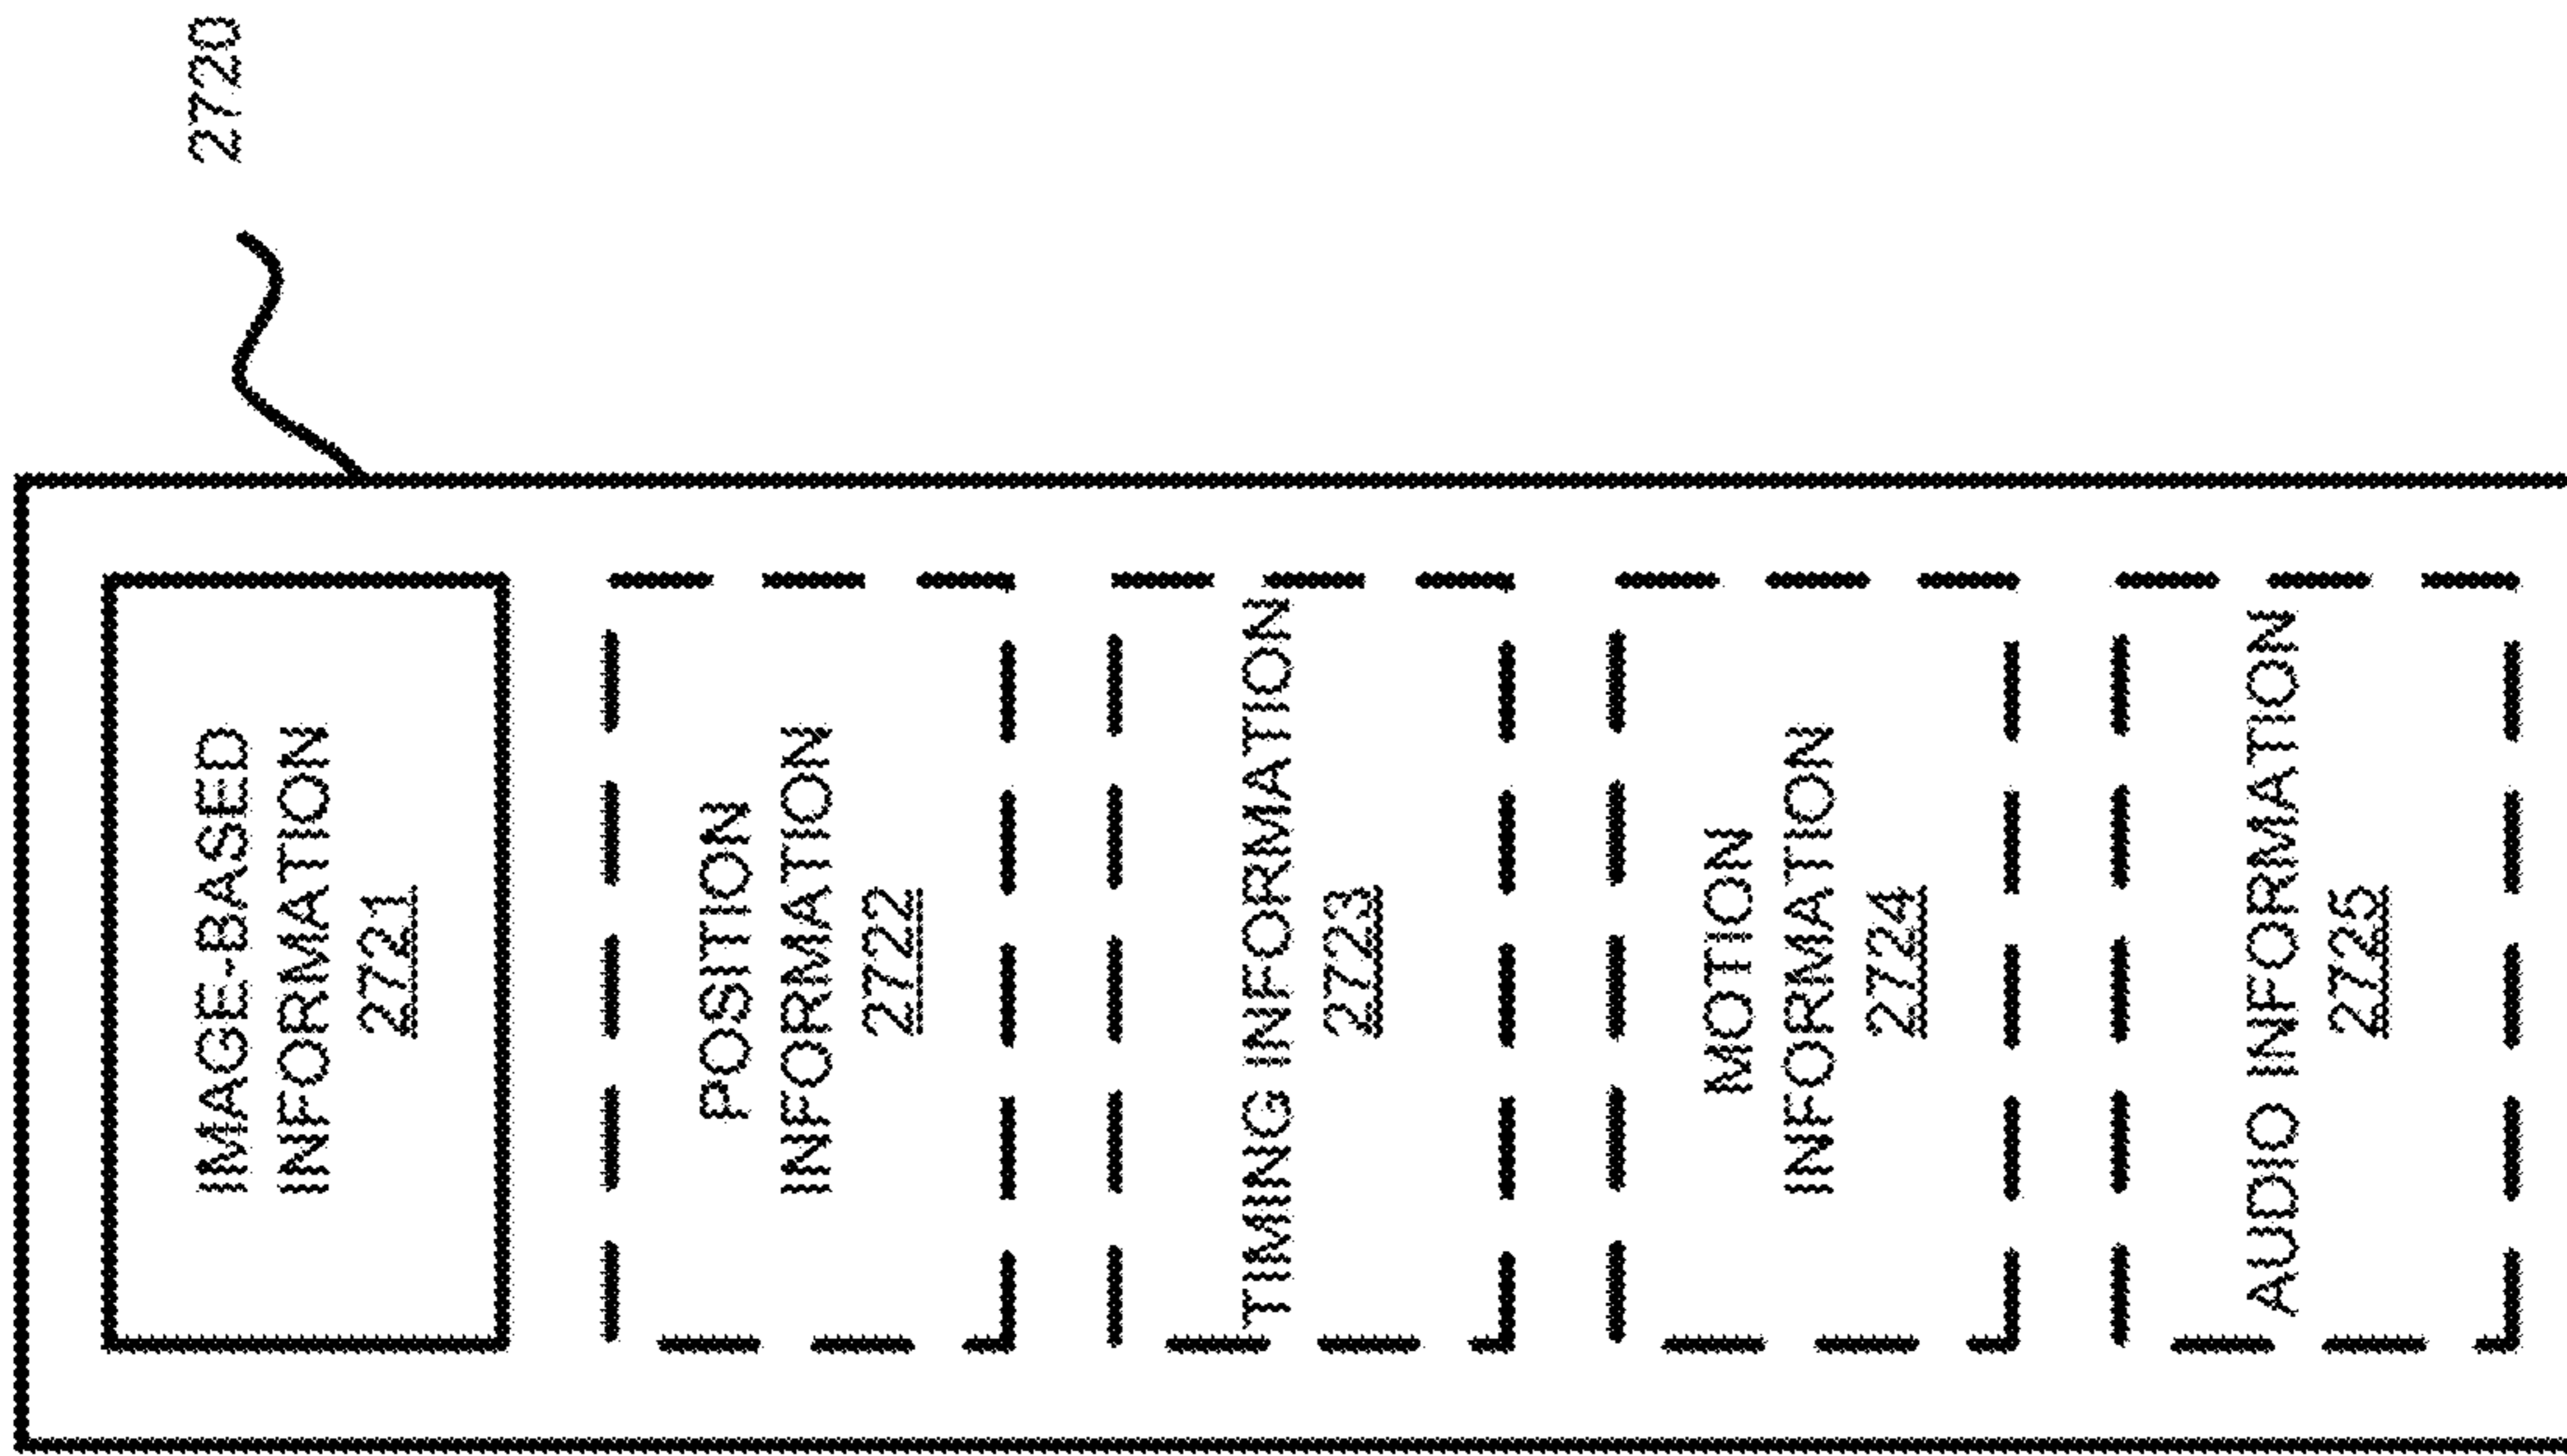 2720
IMAGE-BASED
INFORMATION
2721
POSITION
INFORMATION
2722
TIMING INFORMATION
2723
MOTION
INFORMATION
2724
AUDIO INFORMATION
2725